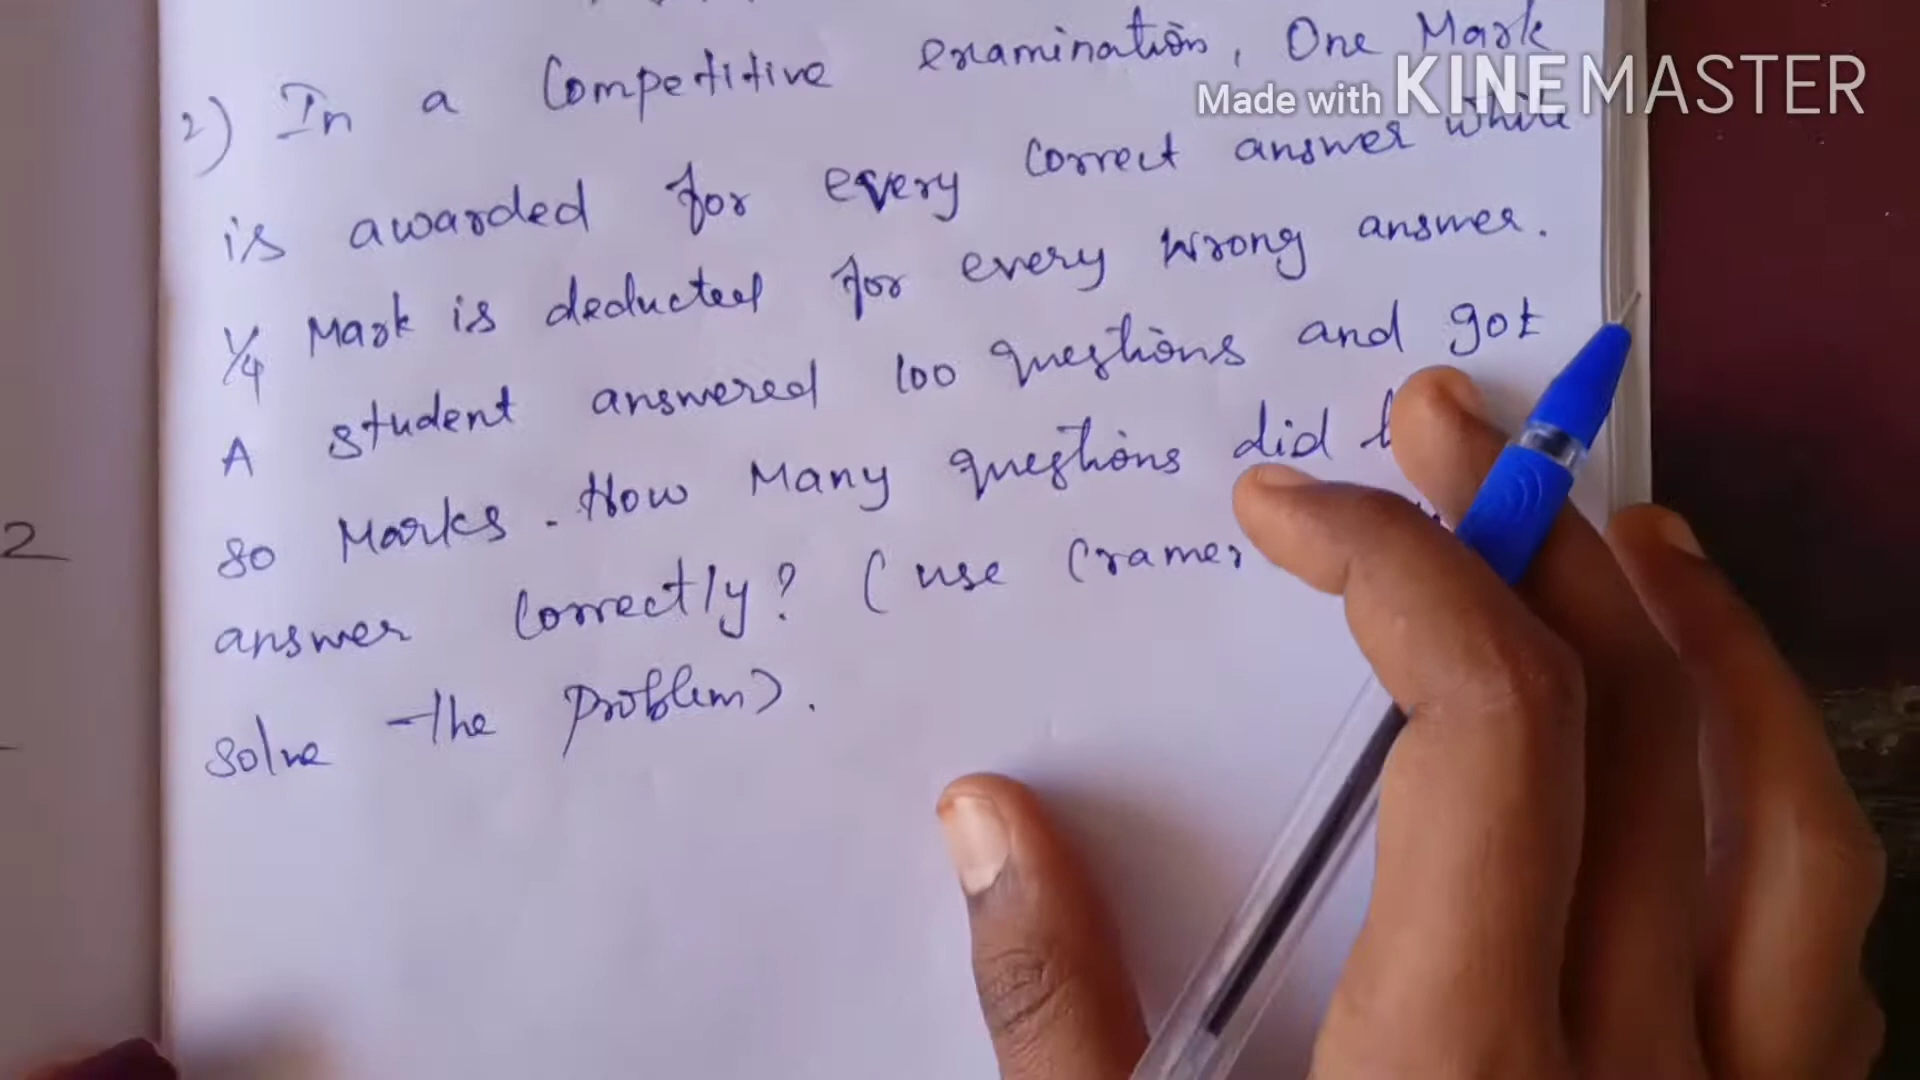 2) In a Competitive examination, One Mark
Made with KINEMASTER
is awarded for every correct answer while
1/4 Mark is deducted for every wrong answer.
A student answered 100 questions and got
80 Marks. How Many questions did
answer correctly? (use Cramer
solve the problem).
2